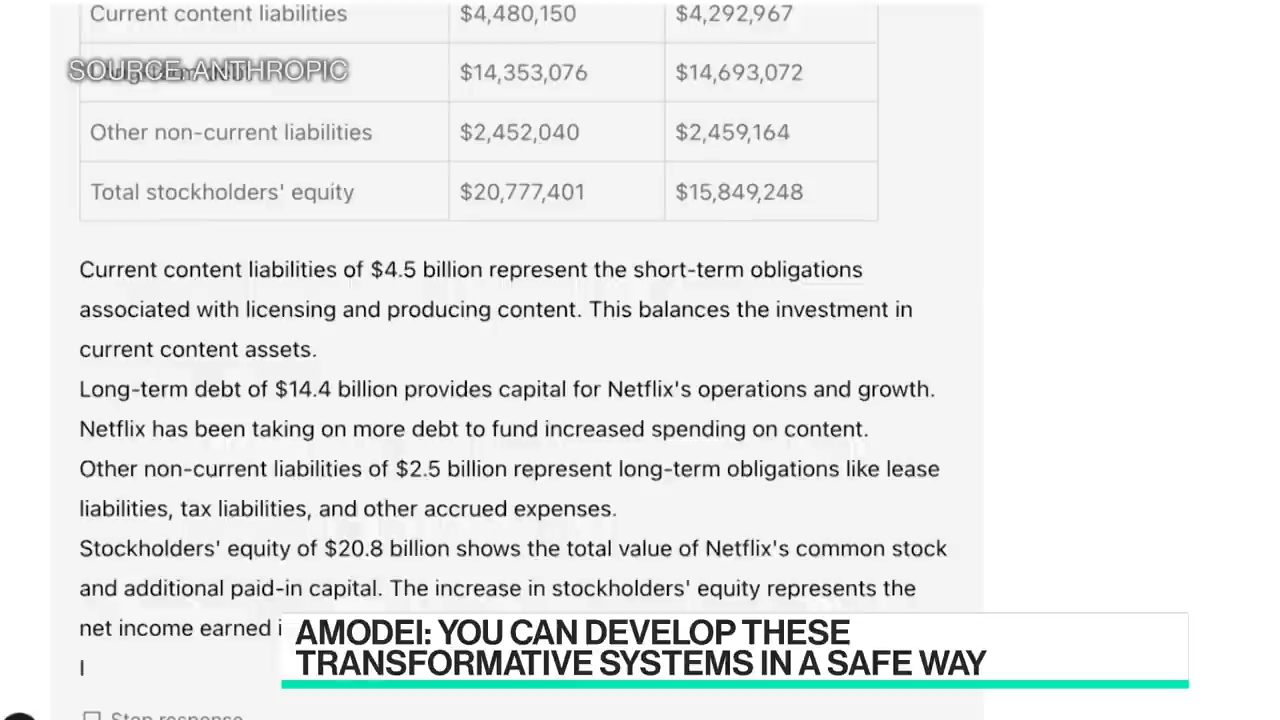 Current content liabilities $4,480,150 $4,292,967
SOURCE: ANTHROPIC
$14,353,076 $14,693,072
Other non-current liabilities $2,452,040 $2,459,164
Total stockholders' equity $20,777,401 $15,849,248
Current content liabilities of $4.5 billion represent the short-term obligations
associated with licensing and producing content. This balances the investment in
current content assets.
Long-term debt of $14.4 billion provides capital for Netflix's operations and growth.
Netflix has been taking on more debt to fund increased spending on content.
Other non-current liabilities of $2.5 billion represent long-term obligations like lease
liabilities, tax liabilities, and other accrued expenses.
Stockholders' equity of $20.8 billion shows the total value of Netflix's common stock
and additional paid-in capital. The increase in stockholders' equity represents the
net income earned i
AMODEI: YOU CAN DEVELOP THESE
TRANSFORMATIVE SYSTEMS IN A SAFE WAY
Stop response